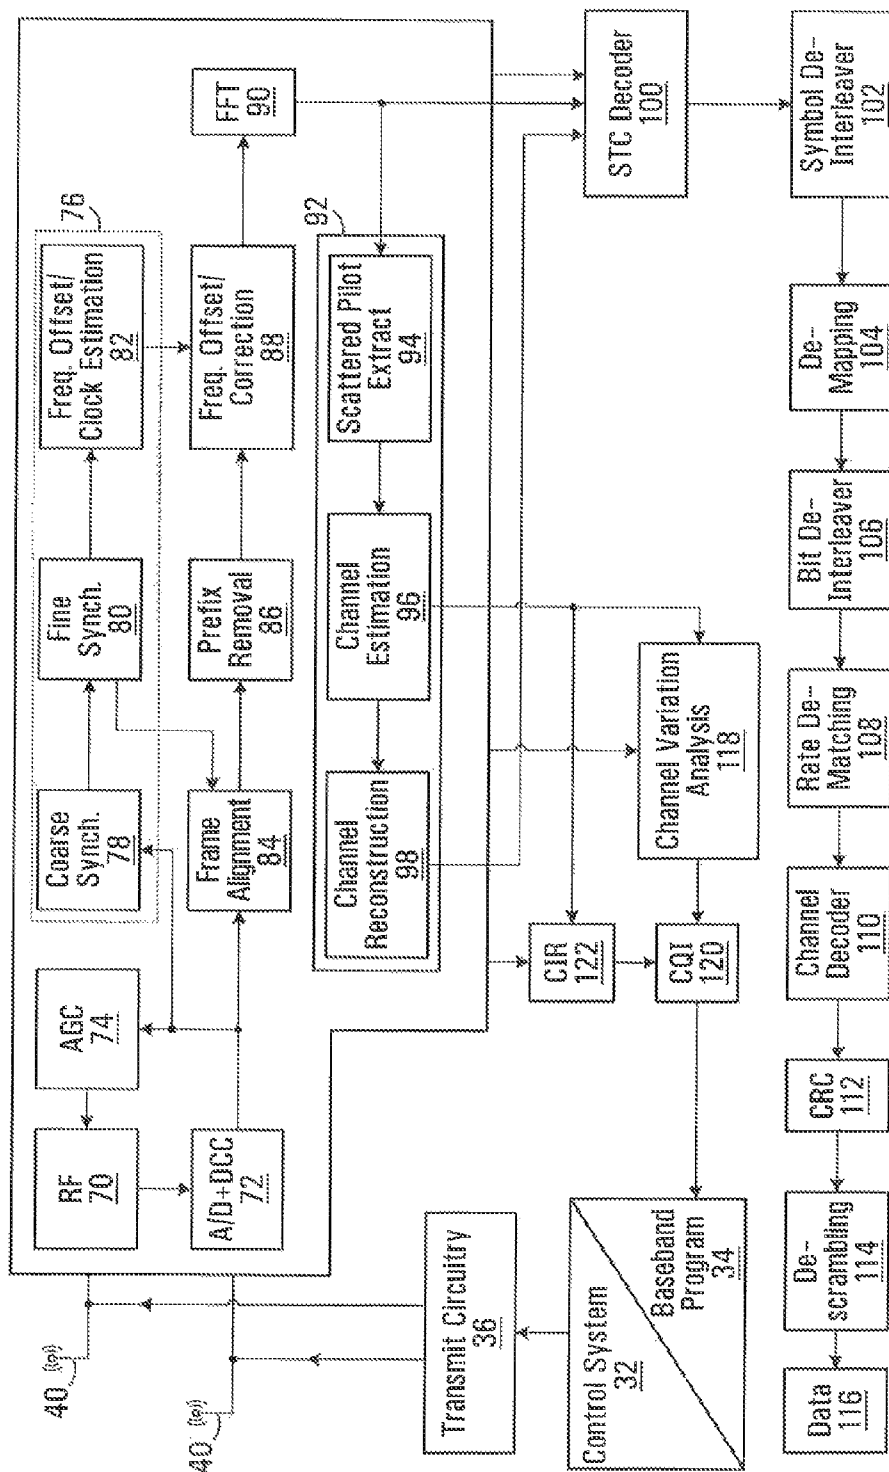 40
40
RF
70
AGC
74
A/D+DCC
72
76
Coarse
Synch.
78
Fine
Synch.
80
Freq. Offset/
Clock Estimation
82
Frame
Alignment
84
Prefix
Removal
86
Freq. Offset/
Correction
88
FFT
90
92
Channel
Reconstruction
98
Channel
Estimation
96
Scattered Pilot
Extract
94
Transmit Circuitry
36
CIR
122
STC Decoder
100
Control System
32
Baseband
Program
34
CQI
120
Channel Variation
Analysis
118
Data
116
De-
scrambling
114
CRC
112
Channel
Decoder
110
Rate De-
Matching
108
Bit De-
Interleaver
106
De-
Mapping
104
Symbol De-
Interleaver
102